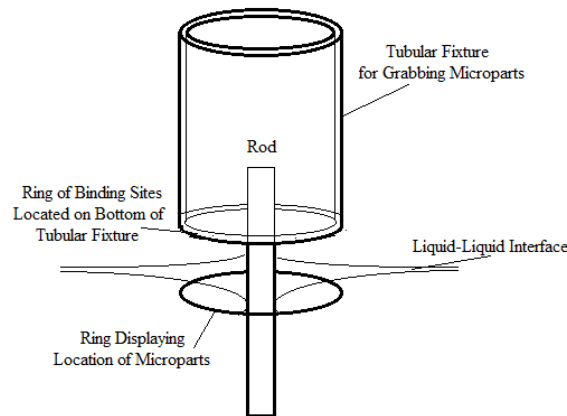 Tubular Fixture
for Grabbing Microparts
Rod
Ring of Binding Sites
Located on Bottom of
Tubular Fixture
Liquid-Liquid Interface
Ring Displaying
Location of Microparts